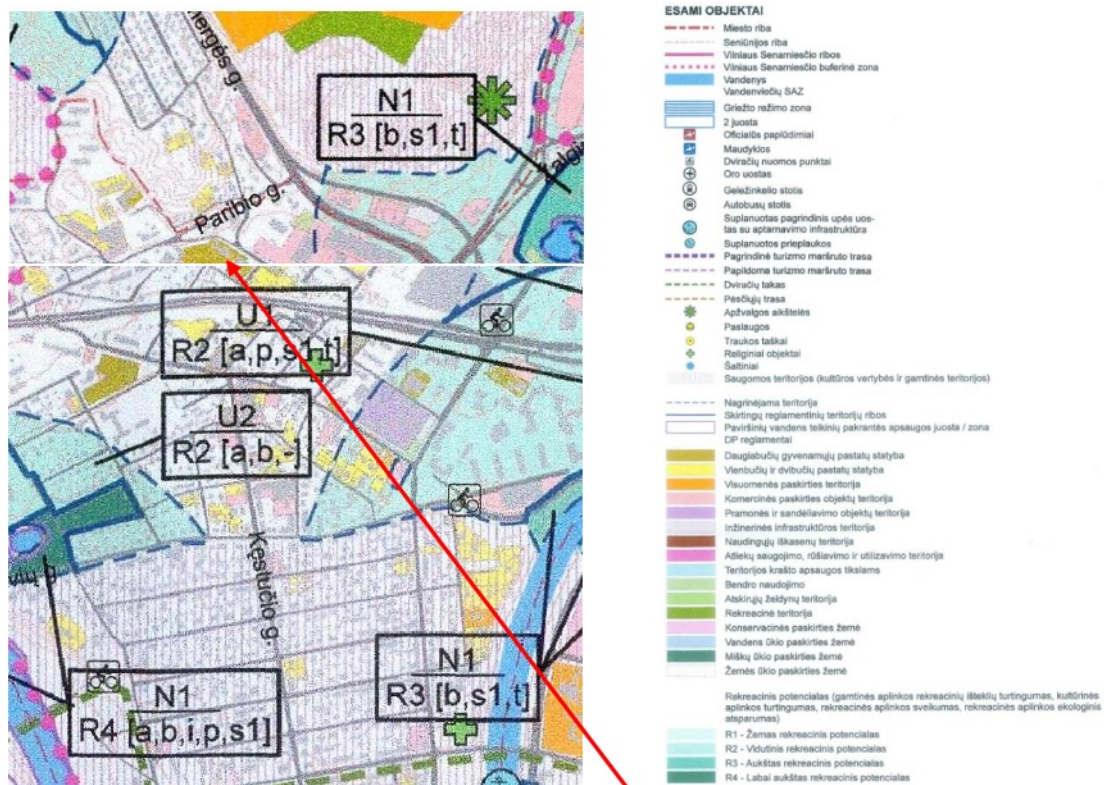 ergės g.
N1
R3 [b,s1,t]
Paribio g.
U1
R2 [a,p,s1,t]
U2
R2 [a,b,-]
Kęstučio g.
N1
R3 [b,s1,t]
N1
R4 [a,b,i,p,s1]
ESAMI OBJEKTAI
Miesto riba
Seniūnijos riba
Vilniaus Senamiesčio ribos
Vilniaus Senamiesčio buferinė zona
Vandenys
Vandenviečių SAZ
Griežto režimo zona
2 juosta
Oficialūs paplūdimiai
Maudyklos
Dviračių nuomos punktai
Oro uostas
Geležinkelio stotis
Autobusų stotis
Suplanuotas pagrindinis upės uos-
tas su aptarnavimo infrastruktūra
Suplanuotos prieplaukos
Pagrindinė turizmo maršruto trasa
Papildoma turizmo maršruto trasa
Dviračių takas
Pėsčiųjų trasa
Apžvalgos aikštelės
Paslaugos
Traukos taškai
Religiniai objektai
Šaltiniai
Saugomos teritorijos (kultūros vertybės ir gamtinės teritorijos)
Nagrinėjama teritorija
Skirtingų reglamentinių teritorijų ribos
Paviršinių vandens telkinių pakrantės apsaugos juosta / zona
DP reglamentai
Daugiabučių gyvenamųjų pastatų statyba
Vienbučių ir dvibučių pastatų statyba
Visuomenės paskirties teritorija
Komercinės paskirties objektų teritorija
Pramonės ir sandėliavimo objektų teritorija
Inžinerinės infrastruktūros teritorija
Naudingųjų iškasenų teritorija
Atliekų saugojimo, rūšiavimo ir utilizavimo teritorija
Teritorijos krašto apsaugos tikslams
Bendro naudojimo
Atskirųjų želdynų teritorija
Rekreacinė teritorija
Konservacinės paskirties žemė
Vandens ūkio paskirties žemė
Miškų ūkio paskirties žemė
Žemės ūkio paskirties žemė
Rekreacinis potencialas (gamtinės aplinkos rekreacinių išteklių turtingumas, kultūrinės
aplinkos turtingumas, rekreacinės aplinkos sveikumas, rekreacinės aplinkos ekologinis
atsparumas)
R1 - Žemas rekreacinis potencialas
R2 - Vidutinis rekreacinis potencialas
R3 - Aukštas rekreacinis potencialas
R4 - Labai aukštas rekreacinis potencialas